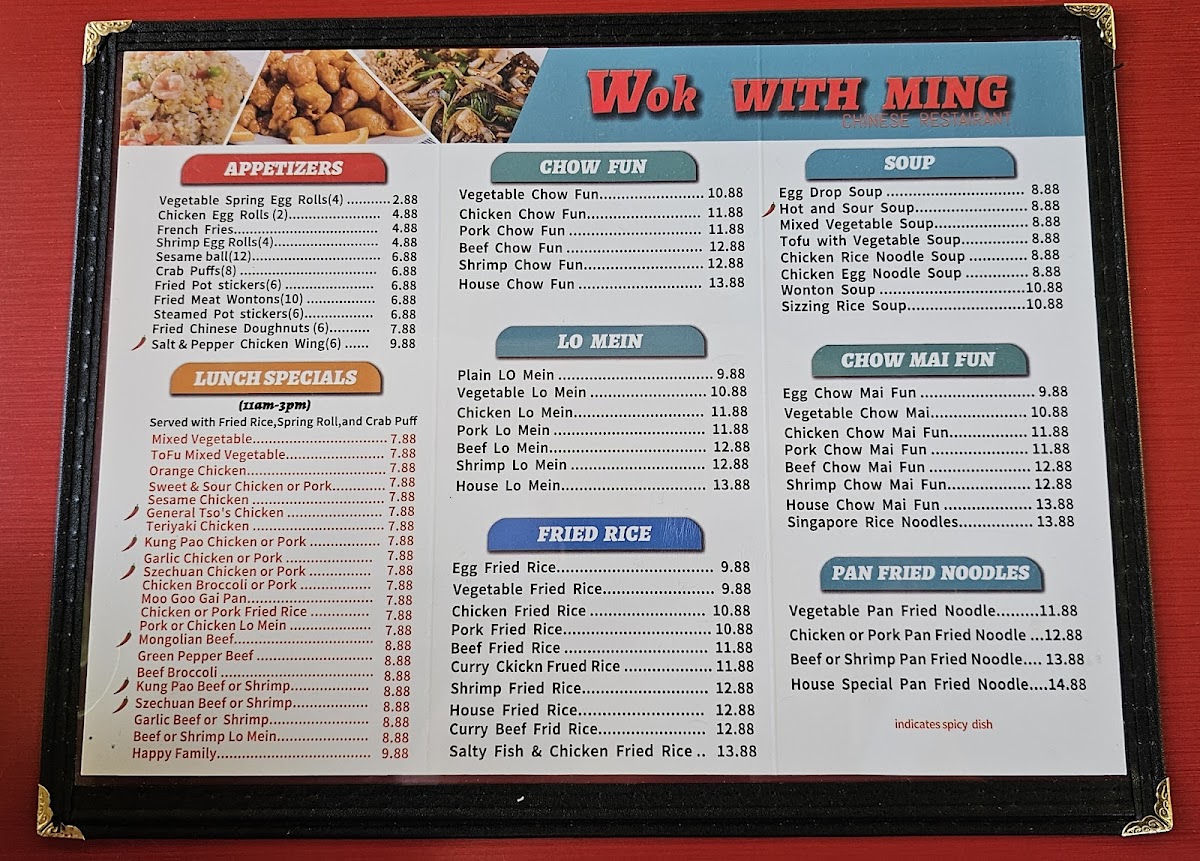 Wok WITH MING
CHINESE RESTAIRANT
APPETIZERS
Vegetable Spring Egg Rolls(4) ..........2.88
Chicken Egg Rolls (2)...................... 4.88
French Fries................................... 4.88
Shrimp Egg Rolls(4)......................... 4.88
Sesame ball(12)............................... 6.88
Crab Puffs(8) ................................. 6.88
Fried Pot stickers(6) ..................... 6.88
Fried Meat Wontons(10) ................ 6.88
Steamed Pot stickers(6)................. 6.88
Fried Chinese Doughnuts (6).......... 7.88
Salt & Pepper Chicken Wing(6) ...... 9.88
LUNCH SPECIALS
(11am-3pm)
Served with Fried Rice,Spring Roll,and Crab Puff
Mixed Vegetable................................ 7.88
ToFu Mixed Vegetable........................ 7.88
Orange Chicken................................. 7.88
Sweet & Sour Chicken or Pork............ 7.88
Sesame Chicken ................................ 7.88
General Tso's Chicken ....................... 7.88
Teriyaki Chicken ................................ 7.88
Kung Pao Chicken or Pork ................. 7.88
Garlic Chicken or Pork ....................... 7.88
Szechuan Chicken or Pork ................ 7.88
Chicken Broccoli or Pork ................... 7.88
Moo Goo Gai Pan............................... 7.88
Chicken or Pork Fried Rice ............... 7.88
Pork or Chicken Lo Mein ................... 7.88
Mongolian Beef................................. 8.88
Green Pepper Beef ............................ 8.88
Beef Broccoli .................................... 8.88
Kung Pao Beef or Shrimp................... 8.88
Szechuan Beef or Shrimp.................. 8.88
Garlic Beef or Shrimp........................ 8.88
Beef or Shrimp Lo Mein..................... 8.88
Happy Family..................................... 9.88
CHOW FUN
Vegetable Chow Fun....................... 10.88
Chicken Chow Fun......................... 11.88
Pork Chow Fun ............................. 11.88
Beef Chow Fun ............................. 12.88
Shrimp Chow Fun.......................... 12.88
House Chow Fun ........................... 13.88
LO MEIN
Plain LO Mein .................................. 9.88
Vegetable Lo Mein ......................... 10.88
Chicken Lo Mein............................. 11.88
Pork Lo Mein ................................. 11.88
Beef Lo Mein.................................. 12.88
Shrimp Lo Mein ............................. 12.88
House Lo Mein............................... 13.88
FRIED RICE
Egg Fried Rice.................................. 9.88
Vegetable Fried Rice........................ 9.88
Chicken Fried Rice ......................... 10.88
Pork Fried Rice............................... 10.88
Beef Fried Rice .............................. 11.88
Curry Ckickn Frued Rice ................. 11.88
Shrimp Fried Rice........................... 12.88
House Fried Rice............................ 12.88
Curry Beef Frid Rice....................... 12.88
Salty Fish & Chicken Fried Rice .. 13.88
SOUP
Egg Drop Soup .............................. 8.88
Hot and Sour Soup........................ 8.88
Mixed Vegetable Soup.................... 8.88
Tofu with Vegetable Soup............... 8.88
Chicken Rice Noodle Soup ............. 8.88
Chicken Egg Noodle Soup .............. 8.88
Wonton Soup ................................10.88
Sizzing Rice Soup..........................10.88
CHOW MAI FUN
Egg Chow Mai Fun ......................... 9.88
Vegetable Chow Mai...................... 10.88
Chicken Chow Mai Fun................. 11.88
Pork Chow Mai Fun ..................... 11.88
Beef Chow Mai Fun ...................... 12.88
Shrimp Chow Mai Fun.................. 12.88
House Chow Mai Fun ................... 13.88
Singapore Rice Noodles................ 13.88
PAN FRIED NOODLES
Vegetable Pan Fried Noodle.........11.88
Chicken or Pork Pan Fried Noodle ...12.88
Beef or Shrimp Pan Fried Noodle.... 13.88
House Special Pan Fried Noodle....14.88
indicates spicy dish